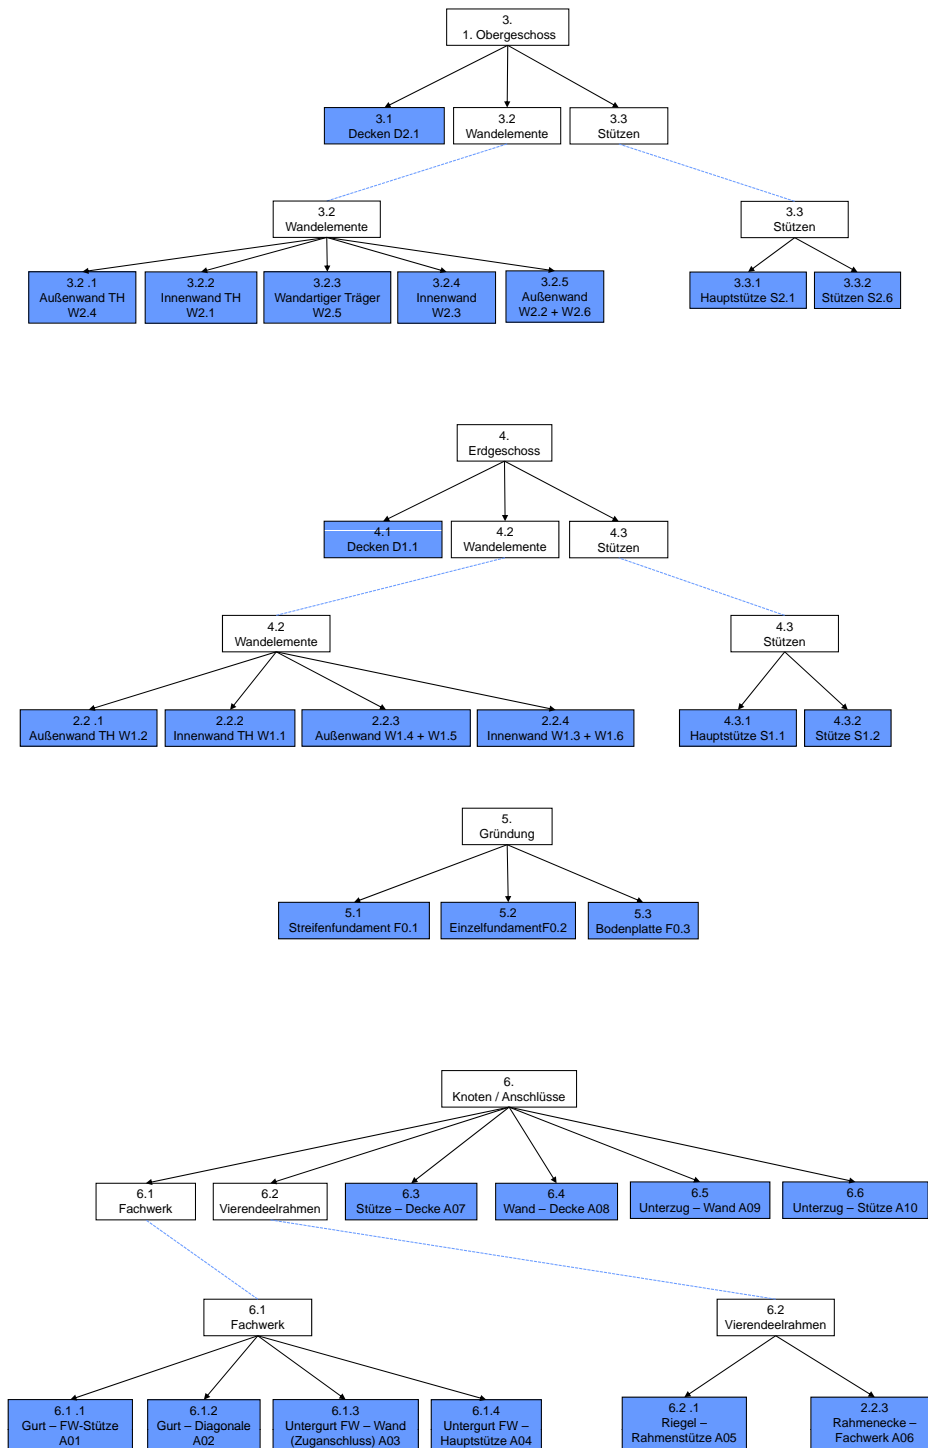 3.
1. Obergeschoss
3.1
Decken D2.1
3.2
Wandelemente
3.3
Stützen
3.2
Wandelemente
3.3
Stützen
3.2 .1
Außenwand TH
W2.4
3.2.2
Innenwand TH
W2.1
3.2.3
Wandartiger Träger
W2.5
3.2.4
Innenwand
W2.3
3.2.5
Außenwand
W2.2 + W2.6
3.3.1
Hauptstütze S2.1
3.3.2
Stützen S2.6
4.
Erdgeschoss
4.1
Decken D1.1
4.2
Wandelemente
4.3
Stützen
4.2
Wandelemente
4.3
Stützen
2.2 .1
Außenwand TH W1.2
2.2.2
Innenwand TH W1.1
2.2.3
Außenwand W1.4 + W1.5
2.2.4
Innenwand W1.3 + W1.6
4.3.1
Hauptstütze S1.1
4.3.2
Stütze S1.2
5.
Gründung
5.1
Streifenfundament F0.1
5.2
EinzelfundamentF0.2
5.3
Bodenplatte F0.3
6.
Knoten / Anschlüsse
6.1
Fachwerk
6.2
Vierendeelrahmen
6.3
Stütze – Decke A07
6.4
Wand – Decke A08
6.5
Unterzug – Wand A09
6.6
Unterzug – Stütze A10
6.1
Fachwerk
6.2
Vierendeelrahmen
6.1 .1
Gurt – FW-Stütze
A01
6.1.2
Gurt – Diagonale
A02
6.1.3
Untergurt FW – Wand
(Zuganschluss) A03
6.1.4
Untergurt FW –
Hauptstütze A04
6.2 .1
Riegel –
Rahmenstütze A05
2.2.3
Rahmenecke –
Fachwerk A06